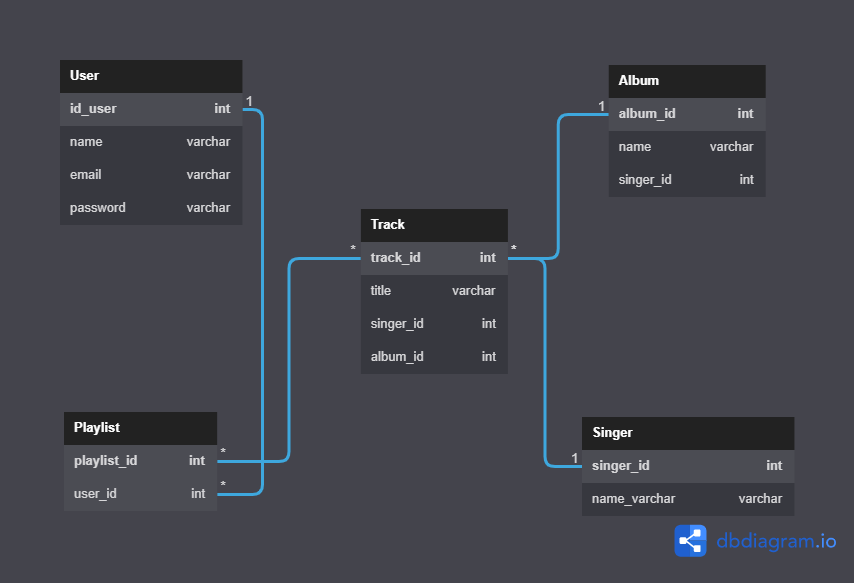 User
id_user int
name varchar
email varchar
password varchar
1
Album
album_id int
name varchar
singer_id int
1
Track
track_id int
title varchar
singer_id int
album_id int
*
*
Playlist
playlist_id int
user_id int
*
*
Singer
singer_id int
name_varchar varchar
1
dbdiagram.io